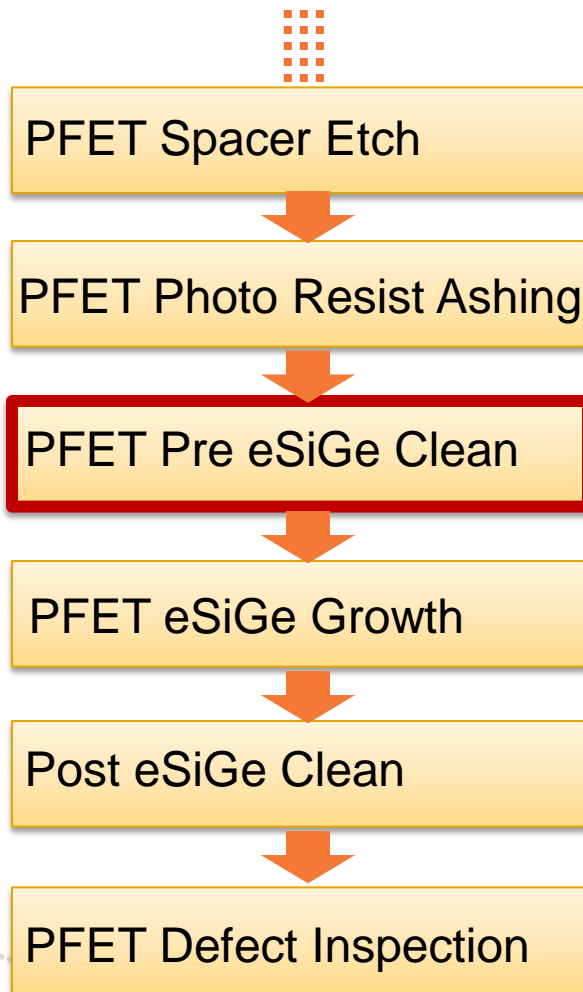 PFET Spacer Etch
PFET Photo Resist Ashing
PFET Pre eSiGe Clean
PFET eSiGe Growth
Post eSiGe Clean
PFET Defect Inspection